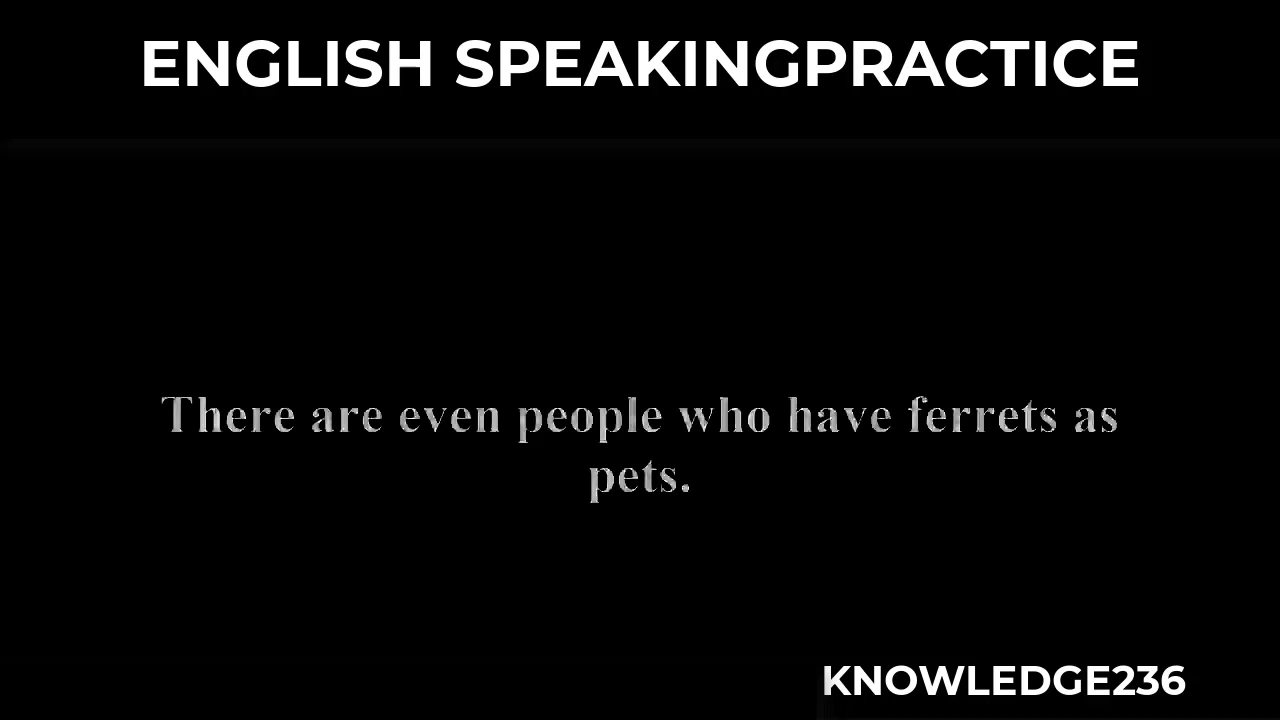 ENGLISH SPEAKINGPRACTICE
There are even people who have ferrets as
pets.
KNOWLEDGE236